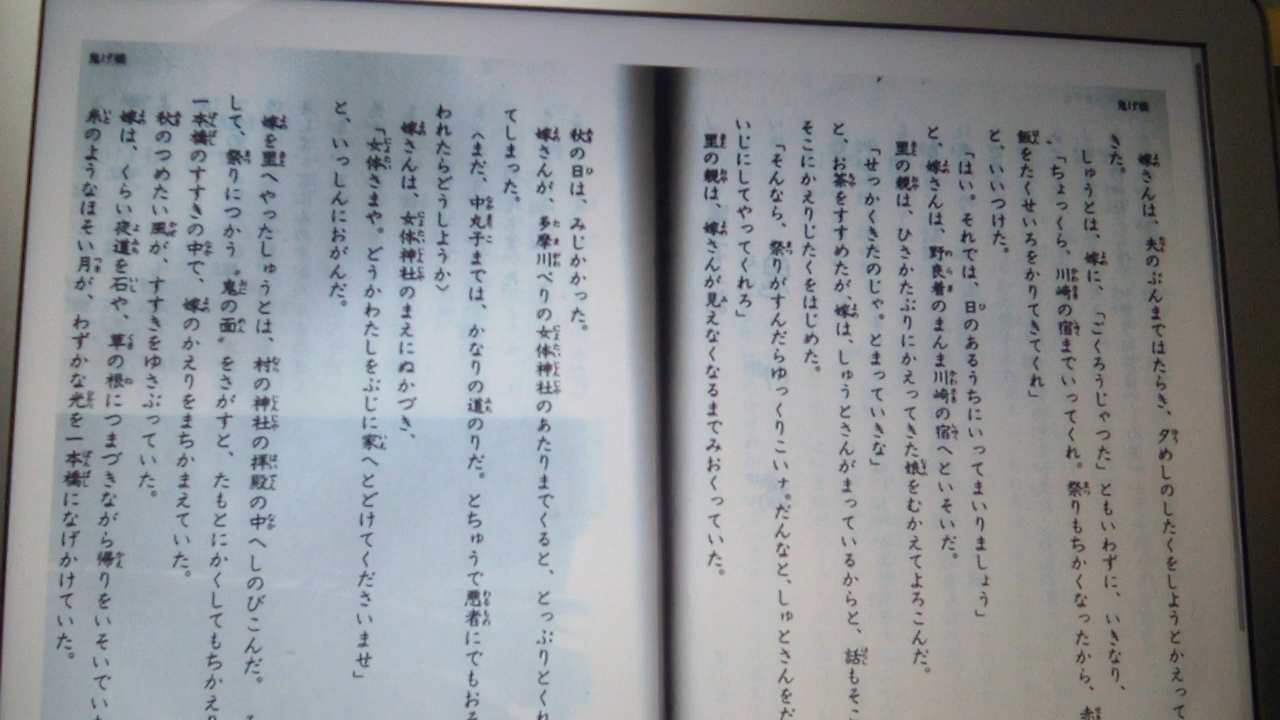 鬼げ橋
嫁さんは、夫のぶんまではたらき、夕めしのしたくをしようとかえって
きた。
しゅうとは、嫁に、「ごくろうじゃった」ともいわずに、いきなり、
「ちょっくら、川崎の宿までいってくれ。祭りもちかくなったから、赤
飯をたくせいろをかりてきてくれ」
と、いいつけた。
「はい。それでは、日のあるうちにいってまいりましょう」
と、嫁さんは、野良着のまんま川崎の宿へといそいだ。
里の親は、ひさかたぶりにかえってきた娘をむかえてよろこんだ。
「せっかくきたのじゃ。とまっていきな」
と、お茶をすすめたが、嫁は、しゅうとさんがまっているからと、話もそこ
そこにかえりじたくをはじめた。
「そんなら、祭りがすんだらゆっくりこいナ。だんなと、しゅとさんをだ
いじにしてやってくれろ」
里の親は、嫁さんが見えなくなるまでみおくっていた。
鬼げ橋
秋の日は、みじかかった。
嫁さんが、多摩川べりの女体神社のあたりまでくると、とっぷりとくれ
てしまった。
〈まだ、中丸子までは、かなりの道のりだ。とちゅうで悪者にでもおそ
われたらどうしようか〉
嫁さんは、女体神社のまえにぬかづき、
「女体さまや。どうかわたしをぶじに家へとどけてくださいませ」
と、いっしんにおがんだ。
嫁を里へやったしゅうとは、村の神社の拝殿の中へしのびこんだ。
して、祭りにつかう〝鬼の面〟をさがすと、たもとにかくしてもちかえり
一本橋のすすきの中で、嫁のかえりをまちかまえていた。
秋のつめたい風が、すすきをゆさぶっていた。
嫁は、くらい夜道を石や、草の根につまづきながら帰りをいそいでい
糸のようなほそい月が、わずかな光を一本橋になげかけていた。